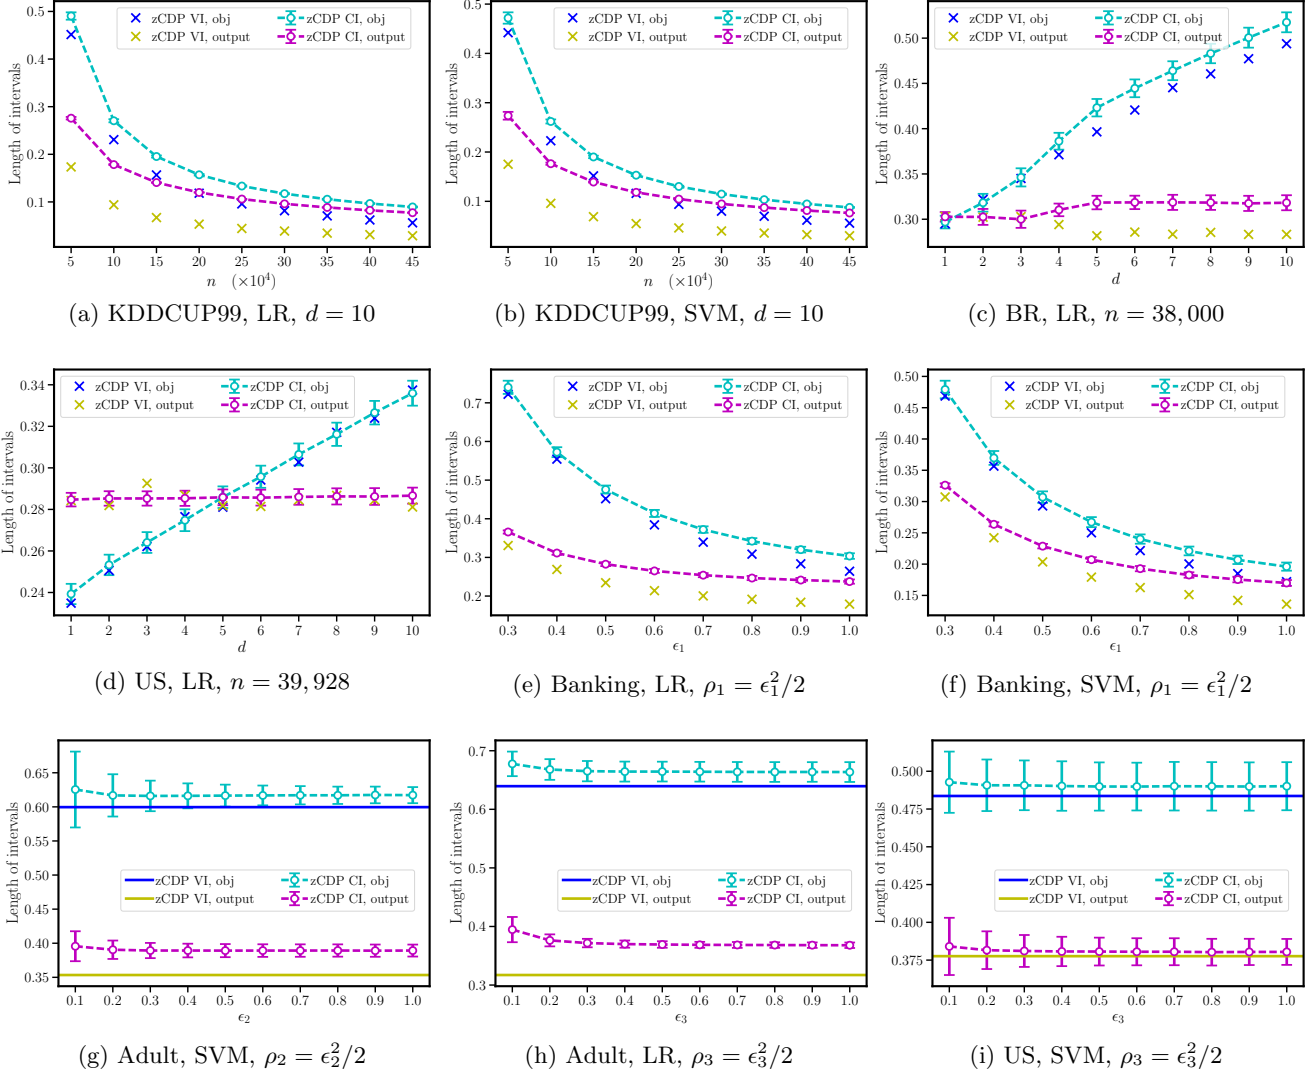 zCDP VI, obj
zCDP VI, output
zCDP CI, obj
zCDP CI, output
Length of intervals
0.5
0.4
0.3
0.2
0.1
5 10 15 20 25 30 35 40 45
n (×10⁴)
(a) KDDCUP99, LR, d = 10
zCDP VI, obj
zCDP VI, output
zCDP CI, obj
zCDP CI, output
Length of intervals
0.5
0.4
0.3
0.2
0.1
5 10 15 20 25 30 35 40 45
n (×10⁴)
(b) KDDCUP99, SVM, d = 10
zCDP VI, obj
zCDP VI, output
zCDP CI, obj
zCDP CI, output
Length of intervals
0.50
0.45
0.40
0.35
0.30
1 2 3 4 5 6 7 8 9 10
d
(c) BR, LR, n = 38, 000
zCDP VI, obj
zCDP VI, output
zCDP CI, obj
zCDP CI, output
Length of intervals
0.34
0.32
0.30
0.28
0.26
0.24
1 2 3 4 5 6 7 8 9 10
d
(d) US, LR, n = 39, 928
zCDP VI, obj
zCDP VI, output
zCDP CI, obj
zCDP CI, output
Length of intervals
0.7
0.6
0.5
0.4
0.3
0.2
0.3 0.4 0.5 0.6 0.7 0.8 0.9 1.0
ϵ₁
(e) Banking, LR, ρ₁ = ϵ₁²/2
zCDP VI, obj
zCDP VI, output
zCDP CI, obj
zCDP CI, output
Length of intervals
0.50
0.45
0.40
0.35
0.30
0.25
0.20
0.15
0.3 0.4 0.5 0.6 0.7 0.8 0.9 1.0
ϵ₁
(f) Banking, SVM, ρ₁ = ϵ₁²/2
Length of intervals
0.65
0.60
0.55
0.50
0.45
0.40
0.35
zCDP VI, obj
zCDP VI, output
zCDP CI, obj
zCDP CI, output
0.1 0.2 0.3 0.4 0.5 0.6 0.7 0.8 0.9 1.0
ϵ₂
(g) Adult, SVM, ρ₂ = ϵ₂²/2
Length of intervals
0.7
0.6
0.5
0.4
0.3
zCDP VI, obj
zCDP VI, output
zCDP CI, obj
zCDP CI, output
0.1 0.2 0.3 0.4 0.5 0.6 0.7 0.8 0.9 1.0
ϵ₃
(h) Adult, LR, ρ₃ = ϵ₃²/2
Length of intervals
0.500
0.475
0.450
0.425
0.400
0.375
zCDP VI, obj
zCDP VI, output
zCDP CI, obj
zCDP CI, output
0.1 0.2 0.3 0.4 0.5 0.6 0.7 0.8 0.9 1.0
ϵ₃
(i) US, SVM, ρ₃ = ϵ₃²/2